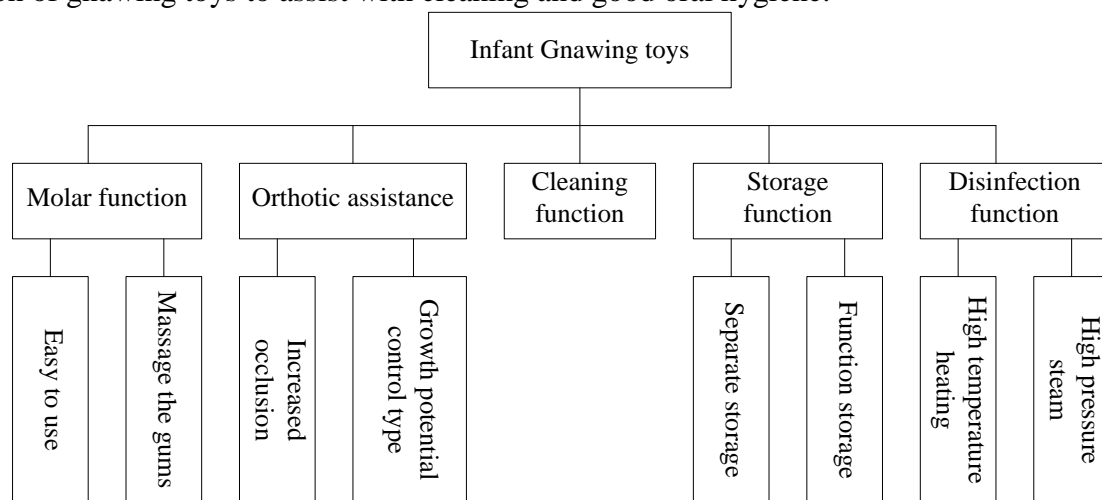 on of gnawing toys to assist with cleaning and good oral hygiene.
Infant Gnawing toys
Molar function
Orthotic assistance
Cleaning
function
Storage
function
Disinfection
function
Easy to use
Massage the gums
Increased
occlusion
Growth potential
control type
Separate storage
Function storage
High temperature
heating
High pressure
steam